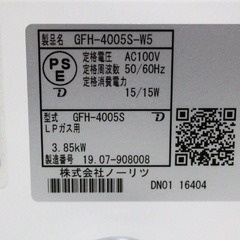 製品名 GFH-4005S-W5
定格電圧 AC100V
定格周波数 50/60Hz
定格消費電力
15/15W
PSE
D
型式 GFH-4005S D
LPガス用
3.85kW
製造年月 19.07-908008
株式会社ノーリツ
DN01 16404